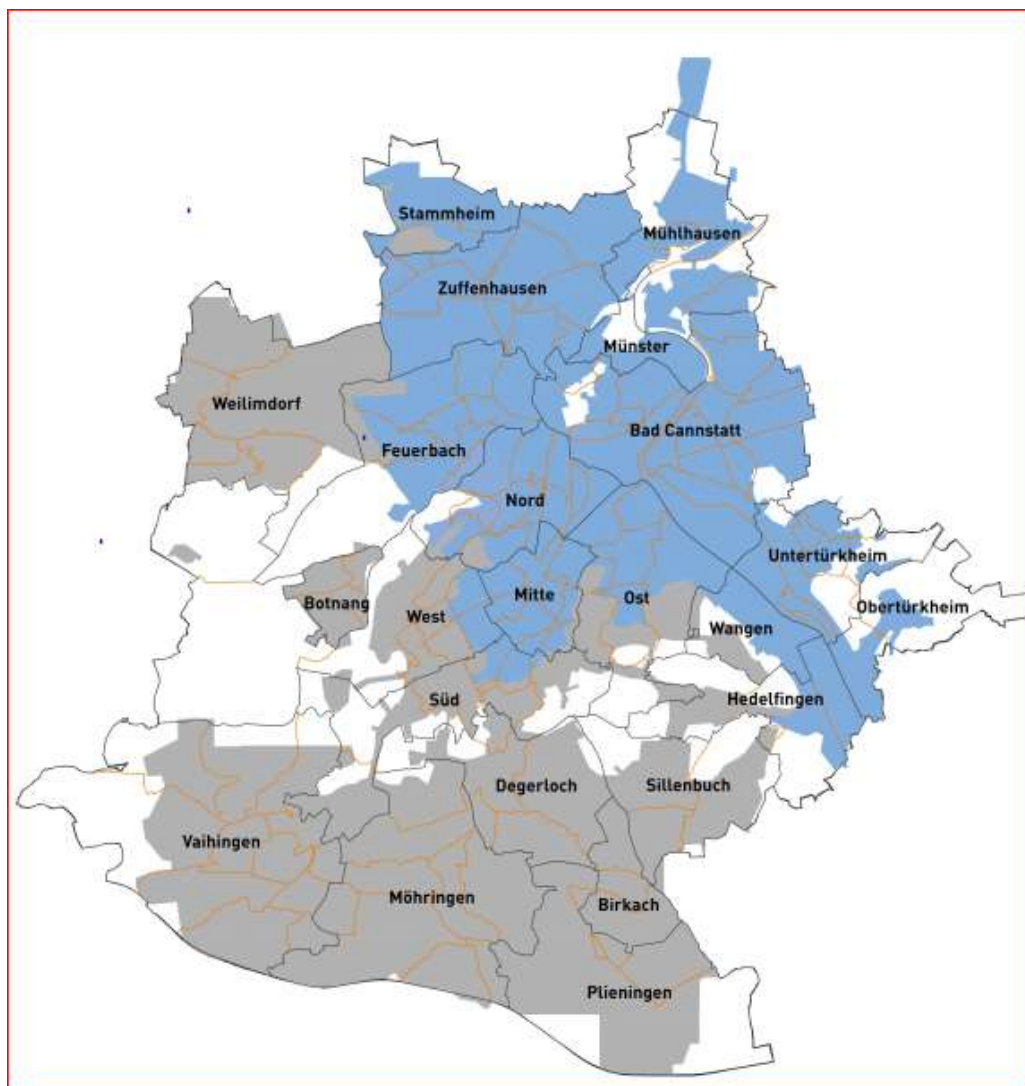 Stammheim
Mühlhausen
Zuffenhausen
Münster
Weilimdorf
Bad Cannstatt
Feuerbach
Nord
Untertürkheim
Botnang
Mitte
Ost
Obertürkheim
West
Wangen
Süd
Hedelfingen
Degerloch
Sillenbuch
Vaihingen
Möhringen
Birkach
Plieningen